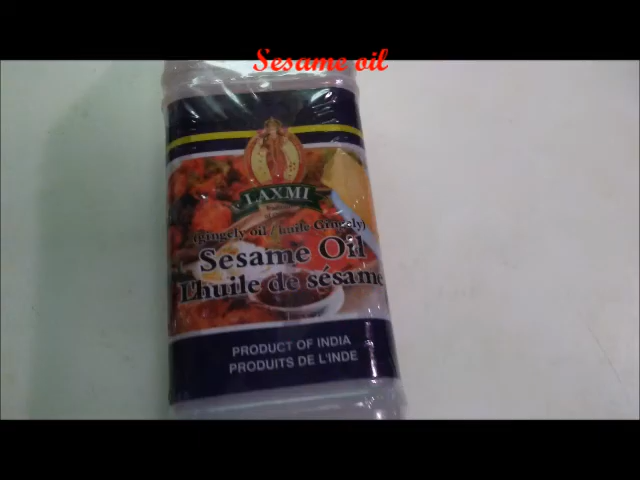 Sesame oil
LAXMI
(gingely oil / huile Gingely)
Sesame Oil
L'huile de sésame
PRODUCT OF INDIA
PRODUITS DE L'INDE